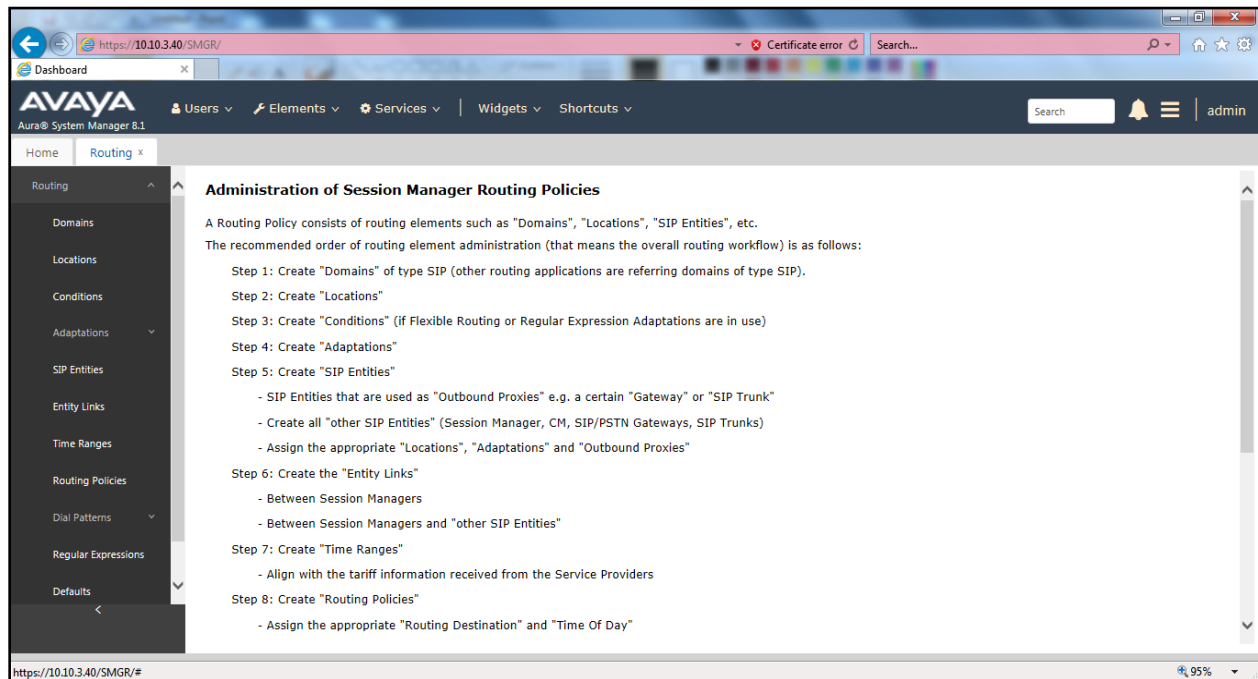 https://10.10.3.40/SMGR/
Certificate error
Search...
Dashboard
AVAYA
Aura® System Manager 8.1
Users
Elements
Services
Widgets
Shortcuts
Search
admin
Home
Routing x
Routing
Domains
Locations
Conditions
Adaptations
SIP Entities
Entity Links
Time Ranges
Routing Policies
Dial Patterns
Regular Expressions
Defaults
Administration of Session Manager Routing Policies
A Routing Policy consists of routing elements such as "Domains", "Locations", "SIP Entities", etc.
The recommended order of routing element administration (that means the overall routing workflow) is as follows:
Step 1: Create "Domains" of type SIP (other routing applications are referring domains of type SIP).
Step 2: Create "Locations"
Step 3: Create "Conditions" (if Flexible Routing or Regular Expression Adaptations are in use)
Step 4: Create "Adaptations"
Step 5: Create "SIP Entities"
- SIP Entities that are used as "Outbound Proxies" e.g. a certain "Gateway" or "SIP Trunk"
- Create all "other SIP Entities" (Session Manager, CM, SIP/PSTN Gateways, SIP Trunks)
- Assign the appropriate "Locations", "Adaptations" and "Outbound Proxies"
Step 6: Create the "Entity Links"
- Between Session Managers
- Between Session Managers and "other SIP Entities"
Step 7: Create "Time Ranges"
- Align with the tariff information received from the Service Providers
Step 8: Create "Routing Policies"
- Assign the appropriate "Routing Destination" and "Time Of Day"
https://10.10.3.40/SMGR/#
95%